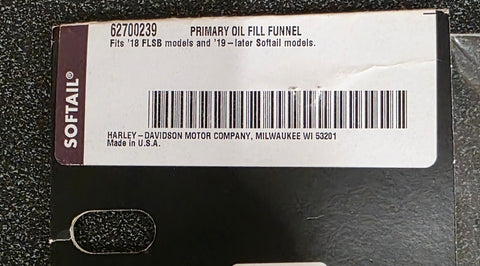 62700239 PRIMARY OIL FILL FUNNEL
Fits '18 FLSB models and '19-later Softail models.
SOFTAIL®
HARLEY-DAVIDSON MOTOR COMPANY, MILWAUKEE WI 53201
Made in U.S.A.